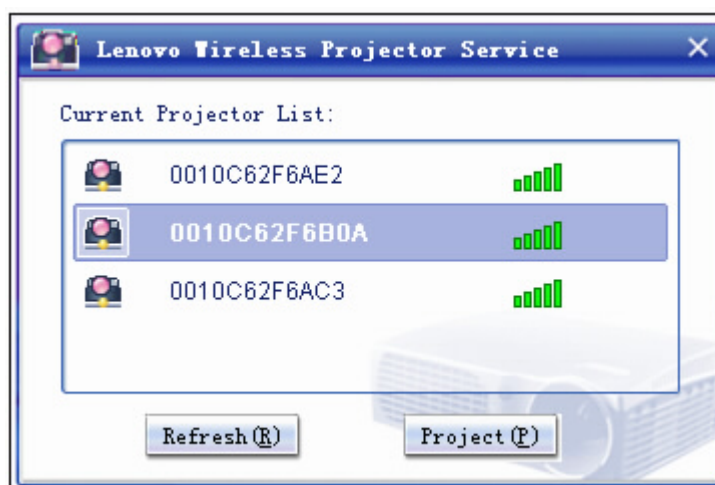 Lenovo Wireless Projector Service
Current Projector List:
0010C62F6AE2
0010C62F6B0A
0010C62F6AC3
Refresh(R) Project(P)